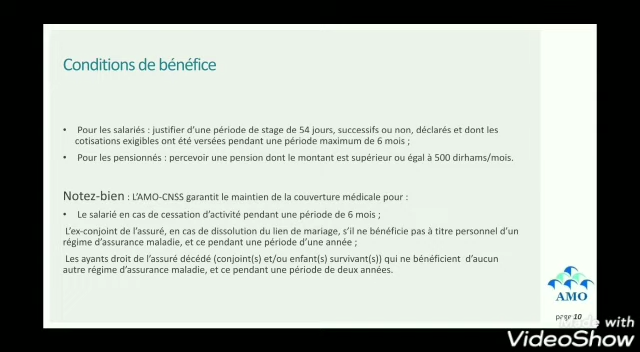 Conditions de bénéfice
• Pour les salariés : justifier d'une période de stage de 54 jours, successifs ou non, déclarés et dont les
cotisations exigibles ont été versées pendant une période maximum de 6 mois ;
• Pour les pensionnés : percevoir une pension dont le montant est supérieur ou égal à 500 dirhams/mois.
Notez-bien : L'AMO-CNSS garantit le maintien de la couverture médicale pour :
• Le salarié en cas de cessation d'activité pendant une période de 6 mois ;
L'ex-conjoint de l'assuré, en cas de dissolution du lien de mariage, s'il ne bénéficie pas à titre personnel d'un
régime d'assurance maladie, et ce pendant une période d'une année ;
Les ayants droit de l'assuré décédé (conjoint(s) et/ou enfant(s) survivant(s)) qui ne bénéficient d'aucun
autre régime d'assurance maladie, et ce pendant une période de deux années.
AMO
page 10
Made with
VideoShow